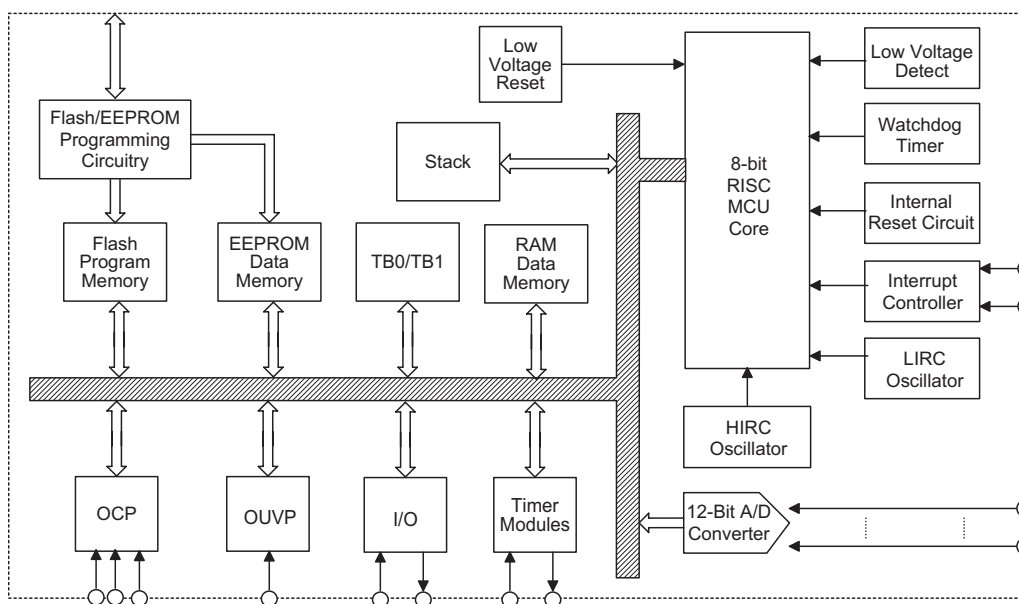 Low
Voltage
Reset
8-bit
RISC
MCU
Core
Low Voltage
Detect
Watchdog
Timer
Internal
Reset Circuit
Interrupt
Controller
LIRC
Oscillator
HIRC
Oscillator
Flash/EEPROM
Programming
Circuitry
Stack
Flash
Program
Memory
EEPROM
Data
Memory
TB0/TB1
RAM
Data
Memory
OCP
OUVP
I/O
Timer
Modules
12-Bit A/D
Converter